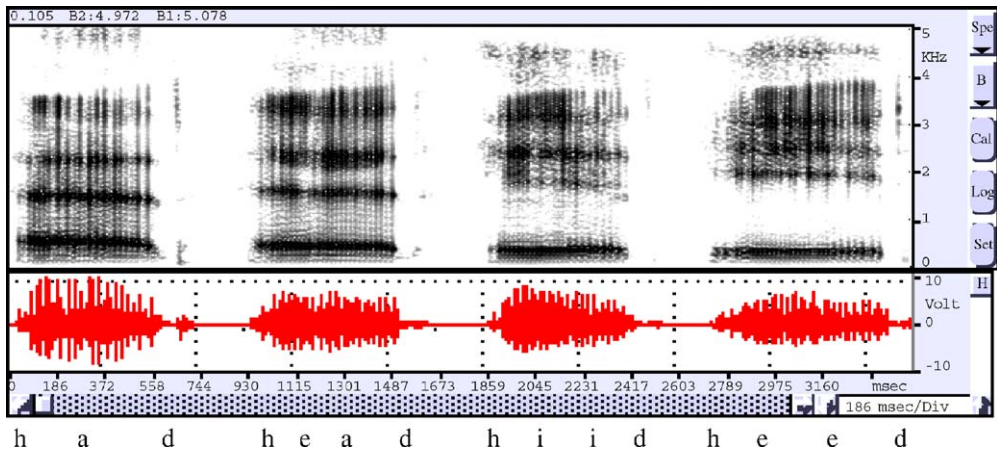 0.105 B2:4.972 B1:5.078
Spe
5
KHz
4
B
3
Cal
2
Log
1
Set
0
10
H
Volt
0
-10
0 186 372 558 744 930 1115 1301 1487 1673 1859 2045 2231 2417 2603 2789 2975 3160 msec
186 msec/Div
h a d h e a d h i i d h e e d